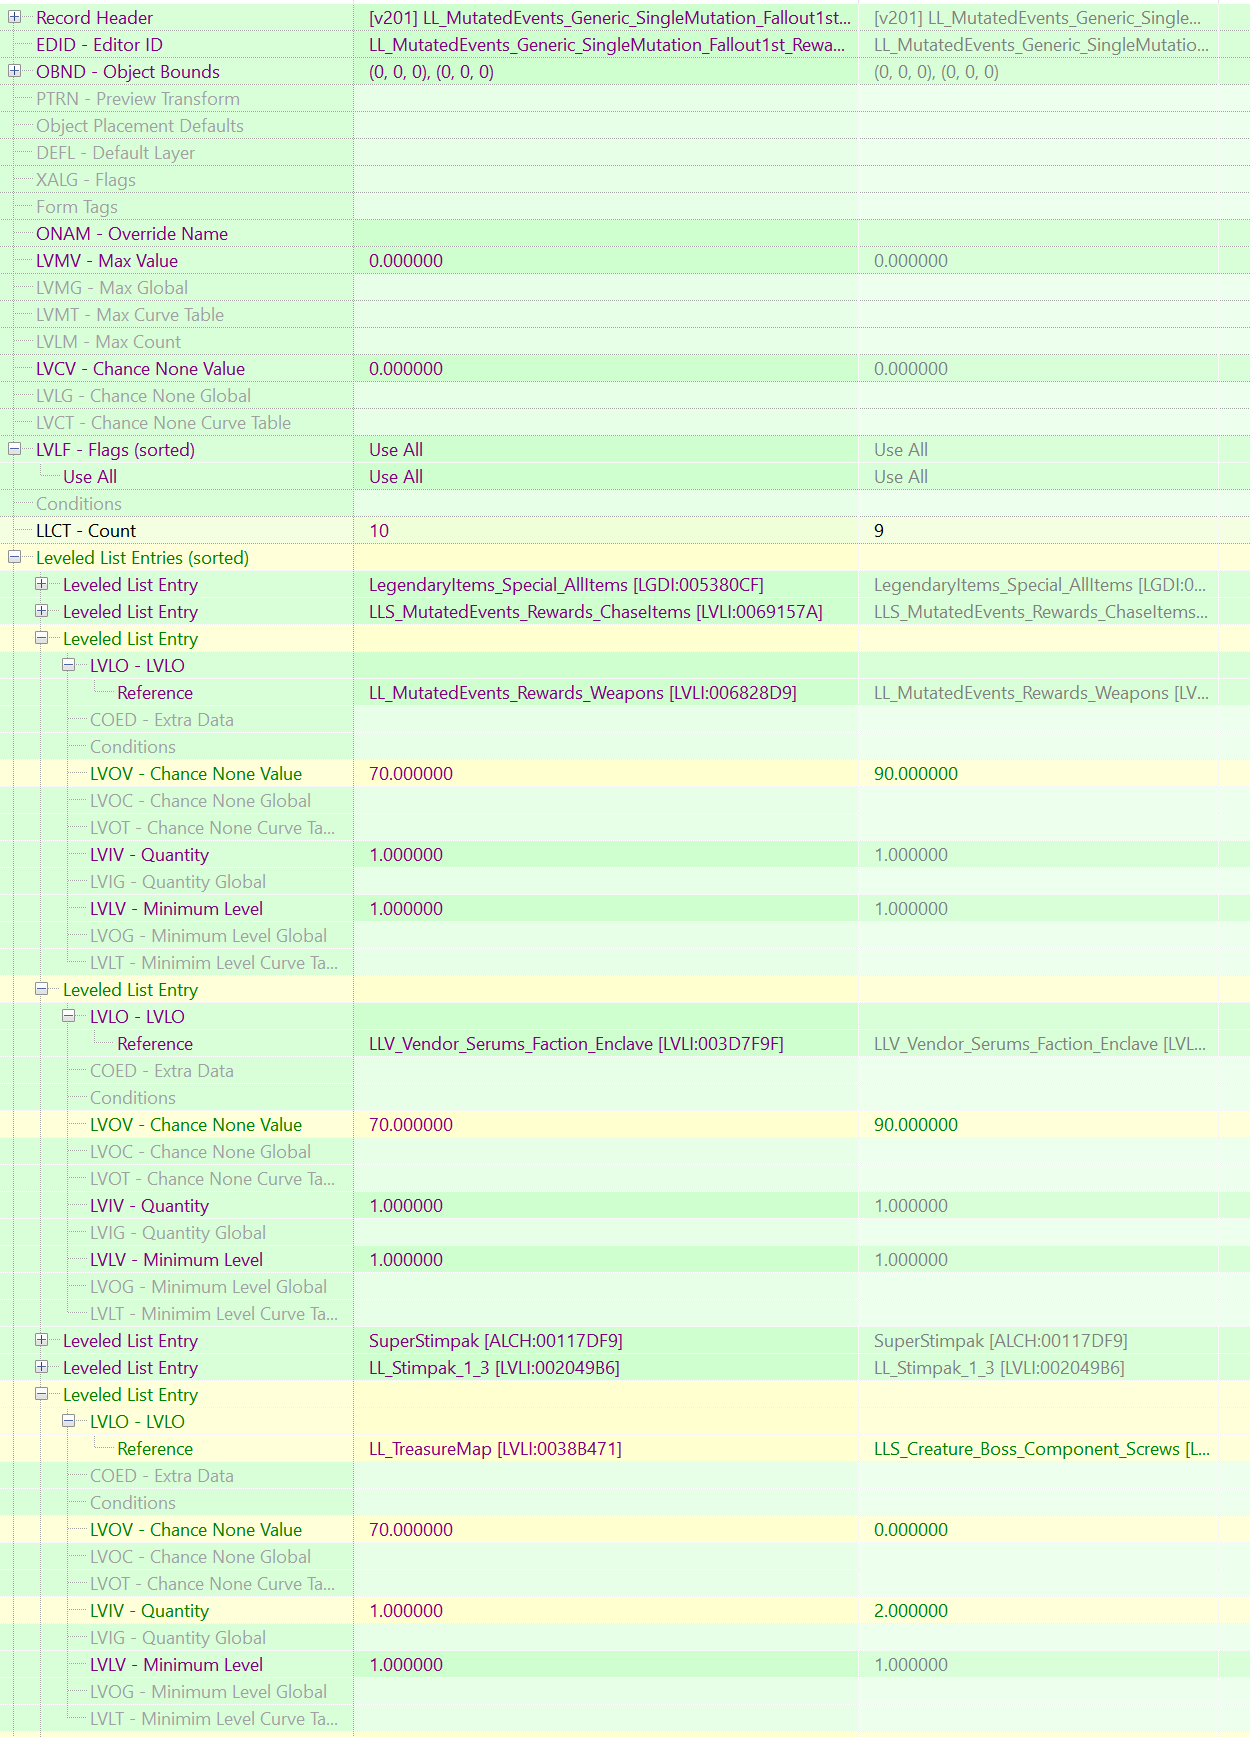 Record Header [v201] LL_MutatedEvents_Generic_SingleMutation_Fallout1st... [v201] LL_MutatedEvents_Generic_Single...
EDID - Editor ID LL_MutatedEvents_Generic_SingleMutation_Fallout1st_Rewa... LL_MutatedEvents_Generic_SingleMutatio...
OBND - Object Bounds (0, 0, 0), (0, 0, 0) (0, 0, 0), (0, 0, 0)
PTRN - Preview Transform
Object Placement Defaults
DEFL - Default Layer
XALG - Flags
Form Tags
ONAM - Override Name
LVMV - Max Value 0.000000 0.000000
LVMG - Max Global
LVMT - Max Curve Table
LVLM - Max Count
LVCV - Chance None Value 0.000000 0.000000
LVLG - Chance None Global
LVCT - Chance None Curve Table
LVLF - Flags (sorted) Use All Use All
Use All Use All Use All
Conditions
LLCT - Count 10 9
Leveled List Entries (sorted)
Leveled List Entry LegendaryItems_Special_AllItems [LGDI:005380CF] LegendaryItems_Special_AllItems [LGDI:0...
Leveled List Entry LLS_MutatedEvents_Rewards_ChaseItems [LVLI:0069157A] LLS_MutatedEvents_Rewards_ChaseItems...
Leveled List Entry
LVLO - LVLO
Reference LL_MutatedEvents_Rewards_Weapons [LVLI:006828D9] LL_MutatedEvents_Rewards_Weapons [LV...
COED - Extra Data
Conditions
LVOV - Chance None Value 70.000000 90.000000
LVOC - Chance None Global
LVOT - Chance None Curve Ta...
LVIV - Quantity 1.000000 1.000000
LVIG - Quantity Global
LVLV - Minimum Level 1.000000 1.000000
LVOG - Minimum Level Global
LVLT - Minimim Level Curve Ta...
Leveled List Entry
LVLO - LVLO
Reference LLV_Vendor_Serums_Faction_Enclave [LVLI:003D7F9F] LLV_Vendor_Serums_Faction_Enclave [LVL...
COED - Extra Data
Conditions
LVOV - Chance None Value 70.000000 90.000000
LVOC - Chance None Global
LVOT - Chance None Curve Ta...
LVIV - Quantity 1.000000 1.000000
LVIG - Quantity Global
LVLV - Minimum Level 1.000000 1.000000
LVOG - Minimum Level Global
LVLT - Minimim Level Curve Ta...
Leveled List Entry SuperStimpak [ALCH:00117DF9] SuperStimpak [ALCH:00117DF9]
Leveled List Entry LL_Stimpak_1_3 [LVLI:002049B6] LL_Stimpak_1_3 [LVLI:002049B6]
Leveled List Entry
LVLO - LVLO
Reference LL_TreasureMap [LVLI:0038B471] LLS_Creature_Boss_Component_Screws [L...
COED - Extra Data
Conditions
LVOV - Chance None Value 70.000000 0.000000
LVOC - Chance None Global
LVOT - Chance None Curve Ta...
LVIV - Quantity 1.000000 2.000000
LVIG - Quantity Global
LVLV - Minimum Level 1.000000 1.000000
LVOG - Minimum Level Global
LVLT - Minimim Level Curve Ta...